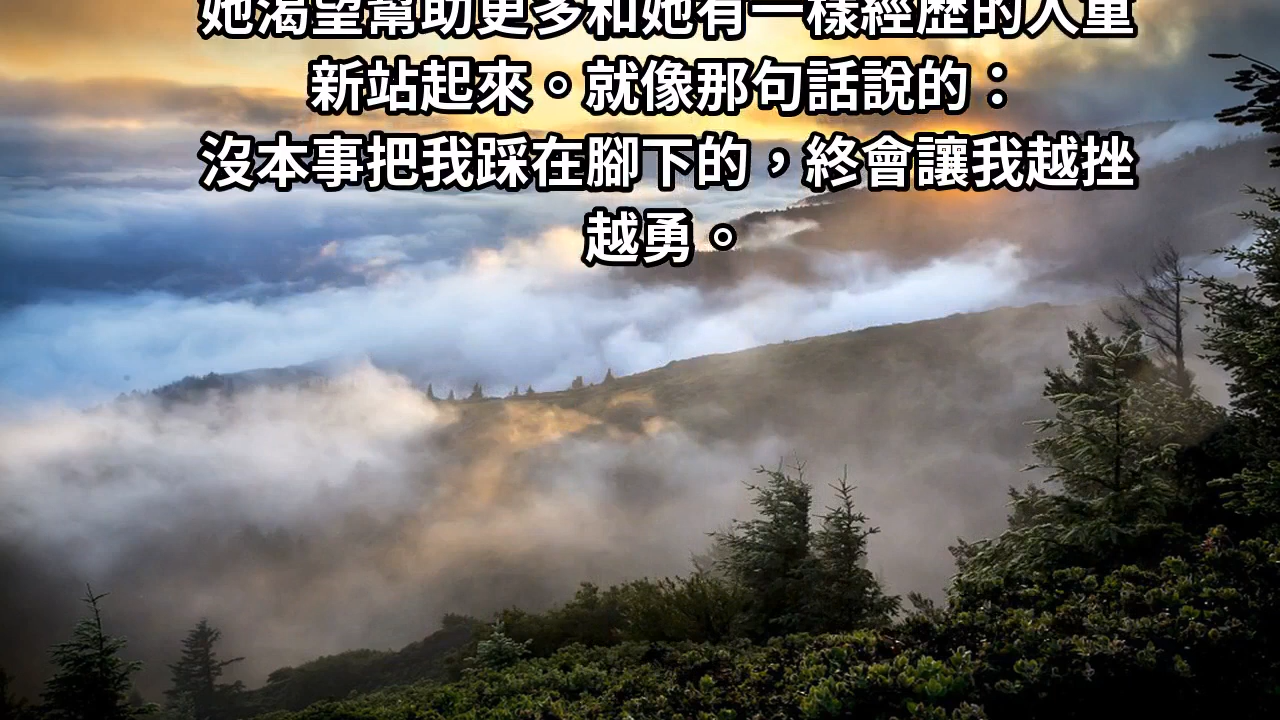 她渴望幫助更多和她有一樣經歷的人重
新站起來。就像那句話說的：
沒本事把我踩在腳下的，終會讓我越挫
越勇。